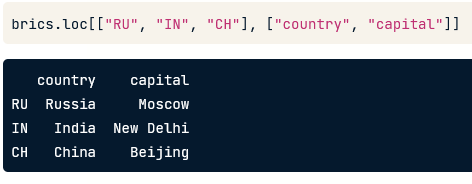 brics.loc[["RU", "IN", "CH"], ["country", "capital"]]
   country    capital
RU  Russia     Moscow
IN   India  New Delhi
CH   China    Beijing